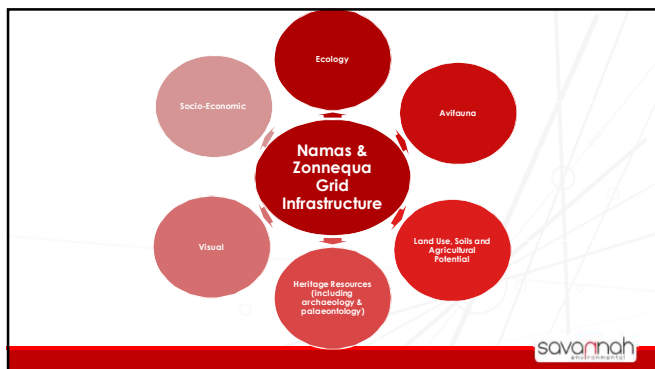 Ecology
Socio-Economic
Avifauna
Namas &
Zonnequa
Grid
Infrastructure
Visual
Land Use, Soils and
Agricultural
Potential
Heritage Resources
(including
archaeology &
palaeontology)
savannah
environmental